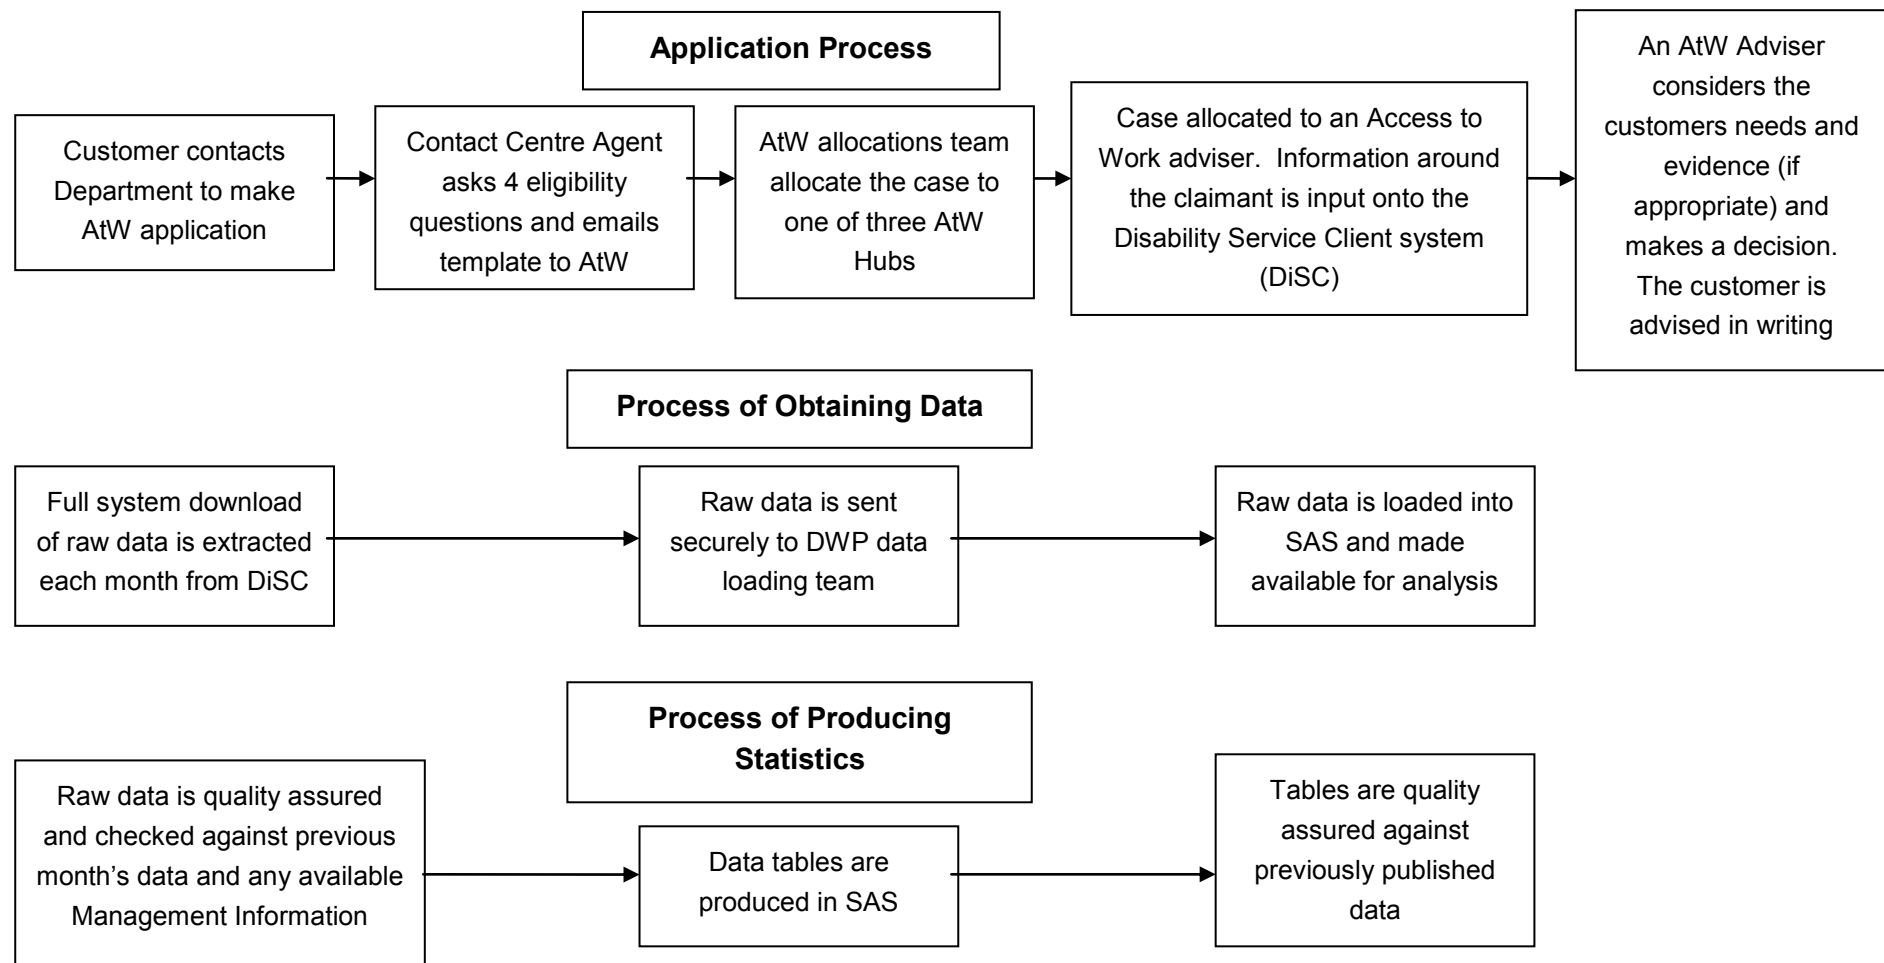 Application Process
Customer contacts
Department to make
AtW application
Contact Centre Agent
asks 4 eligibility
questions and emails
template to AtW
AtW allocations team
allocate the case to
one of three AtW
Hubs
Case allocated to an Access to
Work adviser.  Information around
the claimant is input onto the
Disability Service Client system
(DiSC)
An AtW Adviser
considers the
customers needs and
evidence (if
appropriate) and
makes a decision.
The customer is
advised in writing
Process of Obtaining Data
Full system download
of raw data is extracted
each month from DiSC
Raw data is sent
securely to DWP data
loading team
Raw data is loaded into
SAS and made
available for analysis
Process of Producing
Statistics
Raw data is quality assured
and checked against previous
month’s data and any available
Management Information
Data tables are
produced in SAS
Tables are quality
assured against
previously published
data